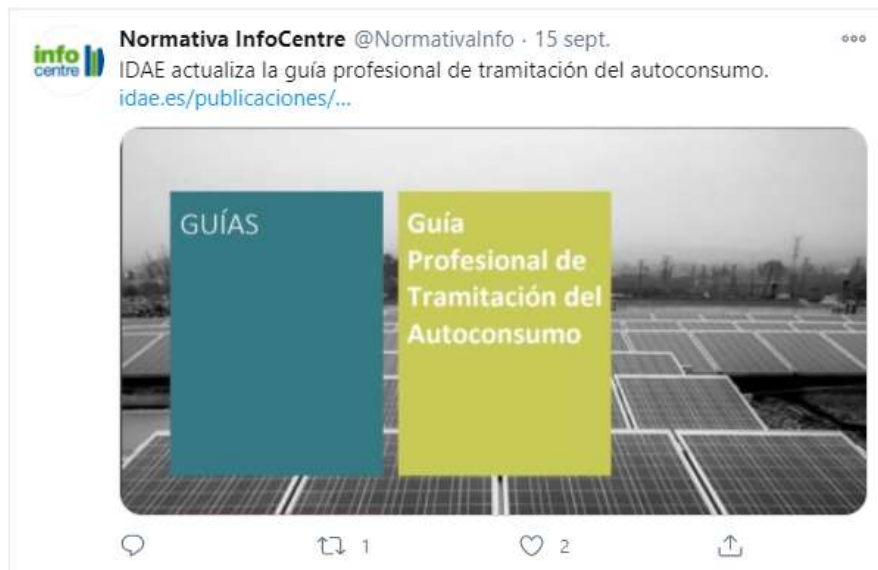 info
centre
Normativa InfoCentre @NormativaInfo · 15 sept.
IDAE actualiza la guía profesional de tramitación del autoconsumo.
idae.es/publicaciones/...
GUÍAS
Guía
Profesional de
Tramitación del
Autoconsumo
1
2